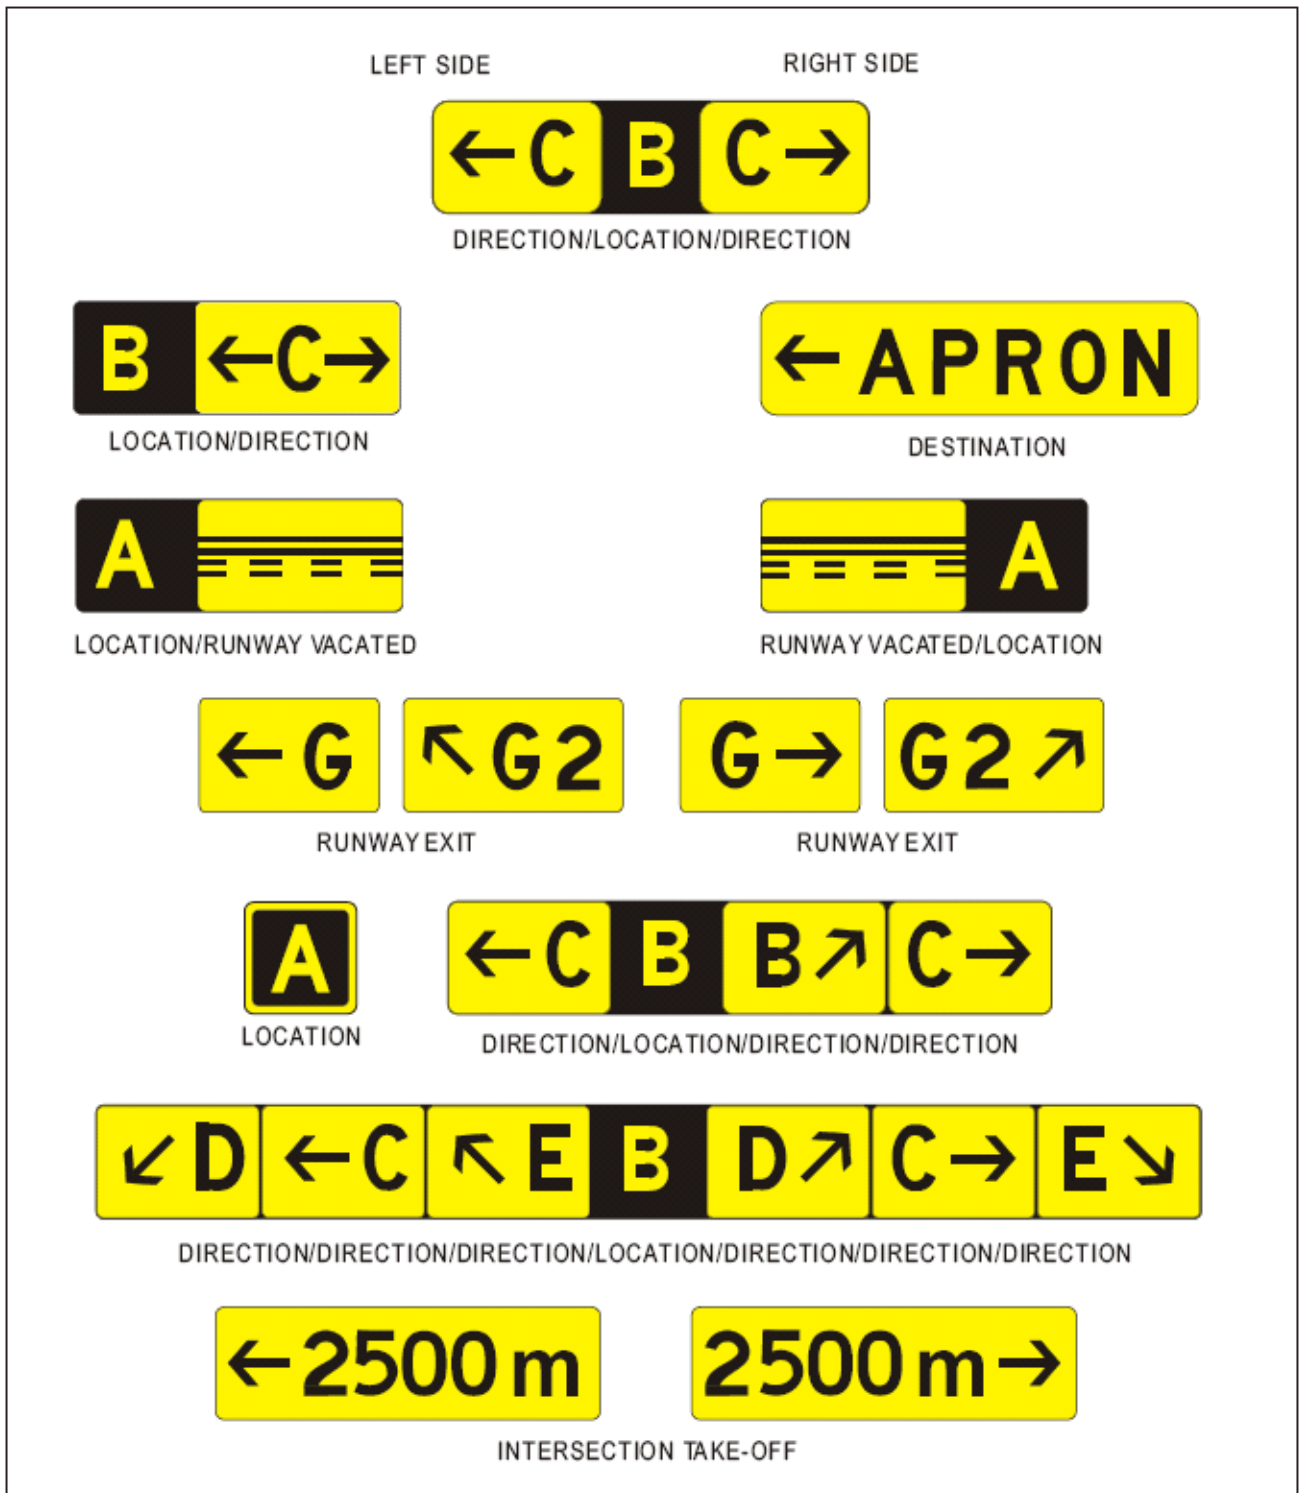 LEFT SIDE RIGHT SIDE
←C B C→
DIRECTION/LOCATION/DIRECTION
B ←C→ ←APRON
LOCATION/DIRECTION DESTINATION
A A
LOCATION/RUNWAY VACATED RUNWAY VACATED/LOCATION
←G ↖G2 G→ G2↗
RUNWAY EXIT RUNWAY EXIT
A ←C B B↗ C→
LOCATION DIRECTION/LOCATION/DIRECTION/DIRECTION
↙D ←C ↖E B D↗ C→ E↘
DIRECTION/DIRECTION/DIRECTION/LOCATION/DIRECTION/DIRECTION/DIRECTION
←2500 m 2500 m→
INTERSECTION TAKE-OFF